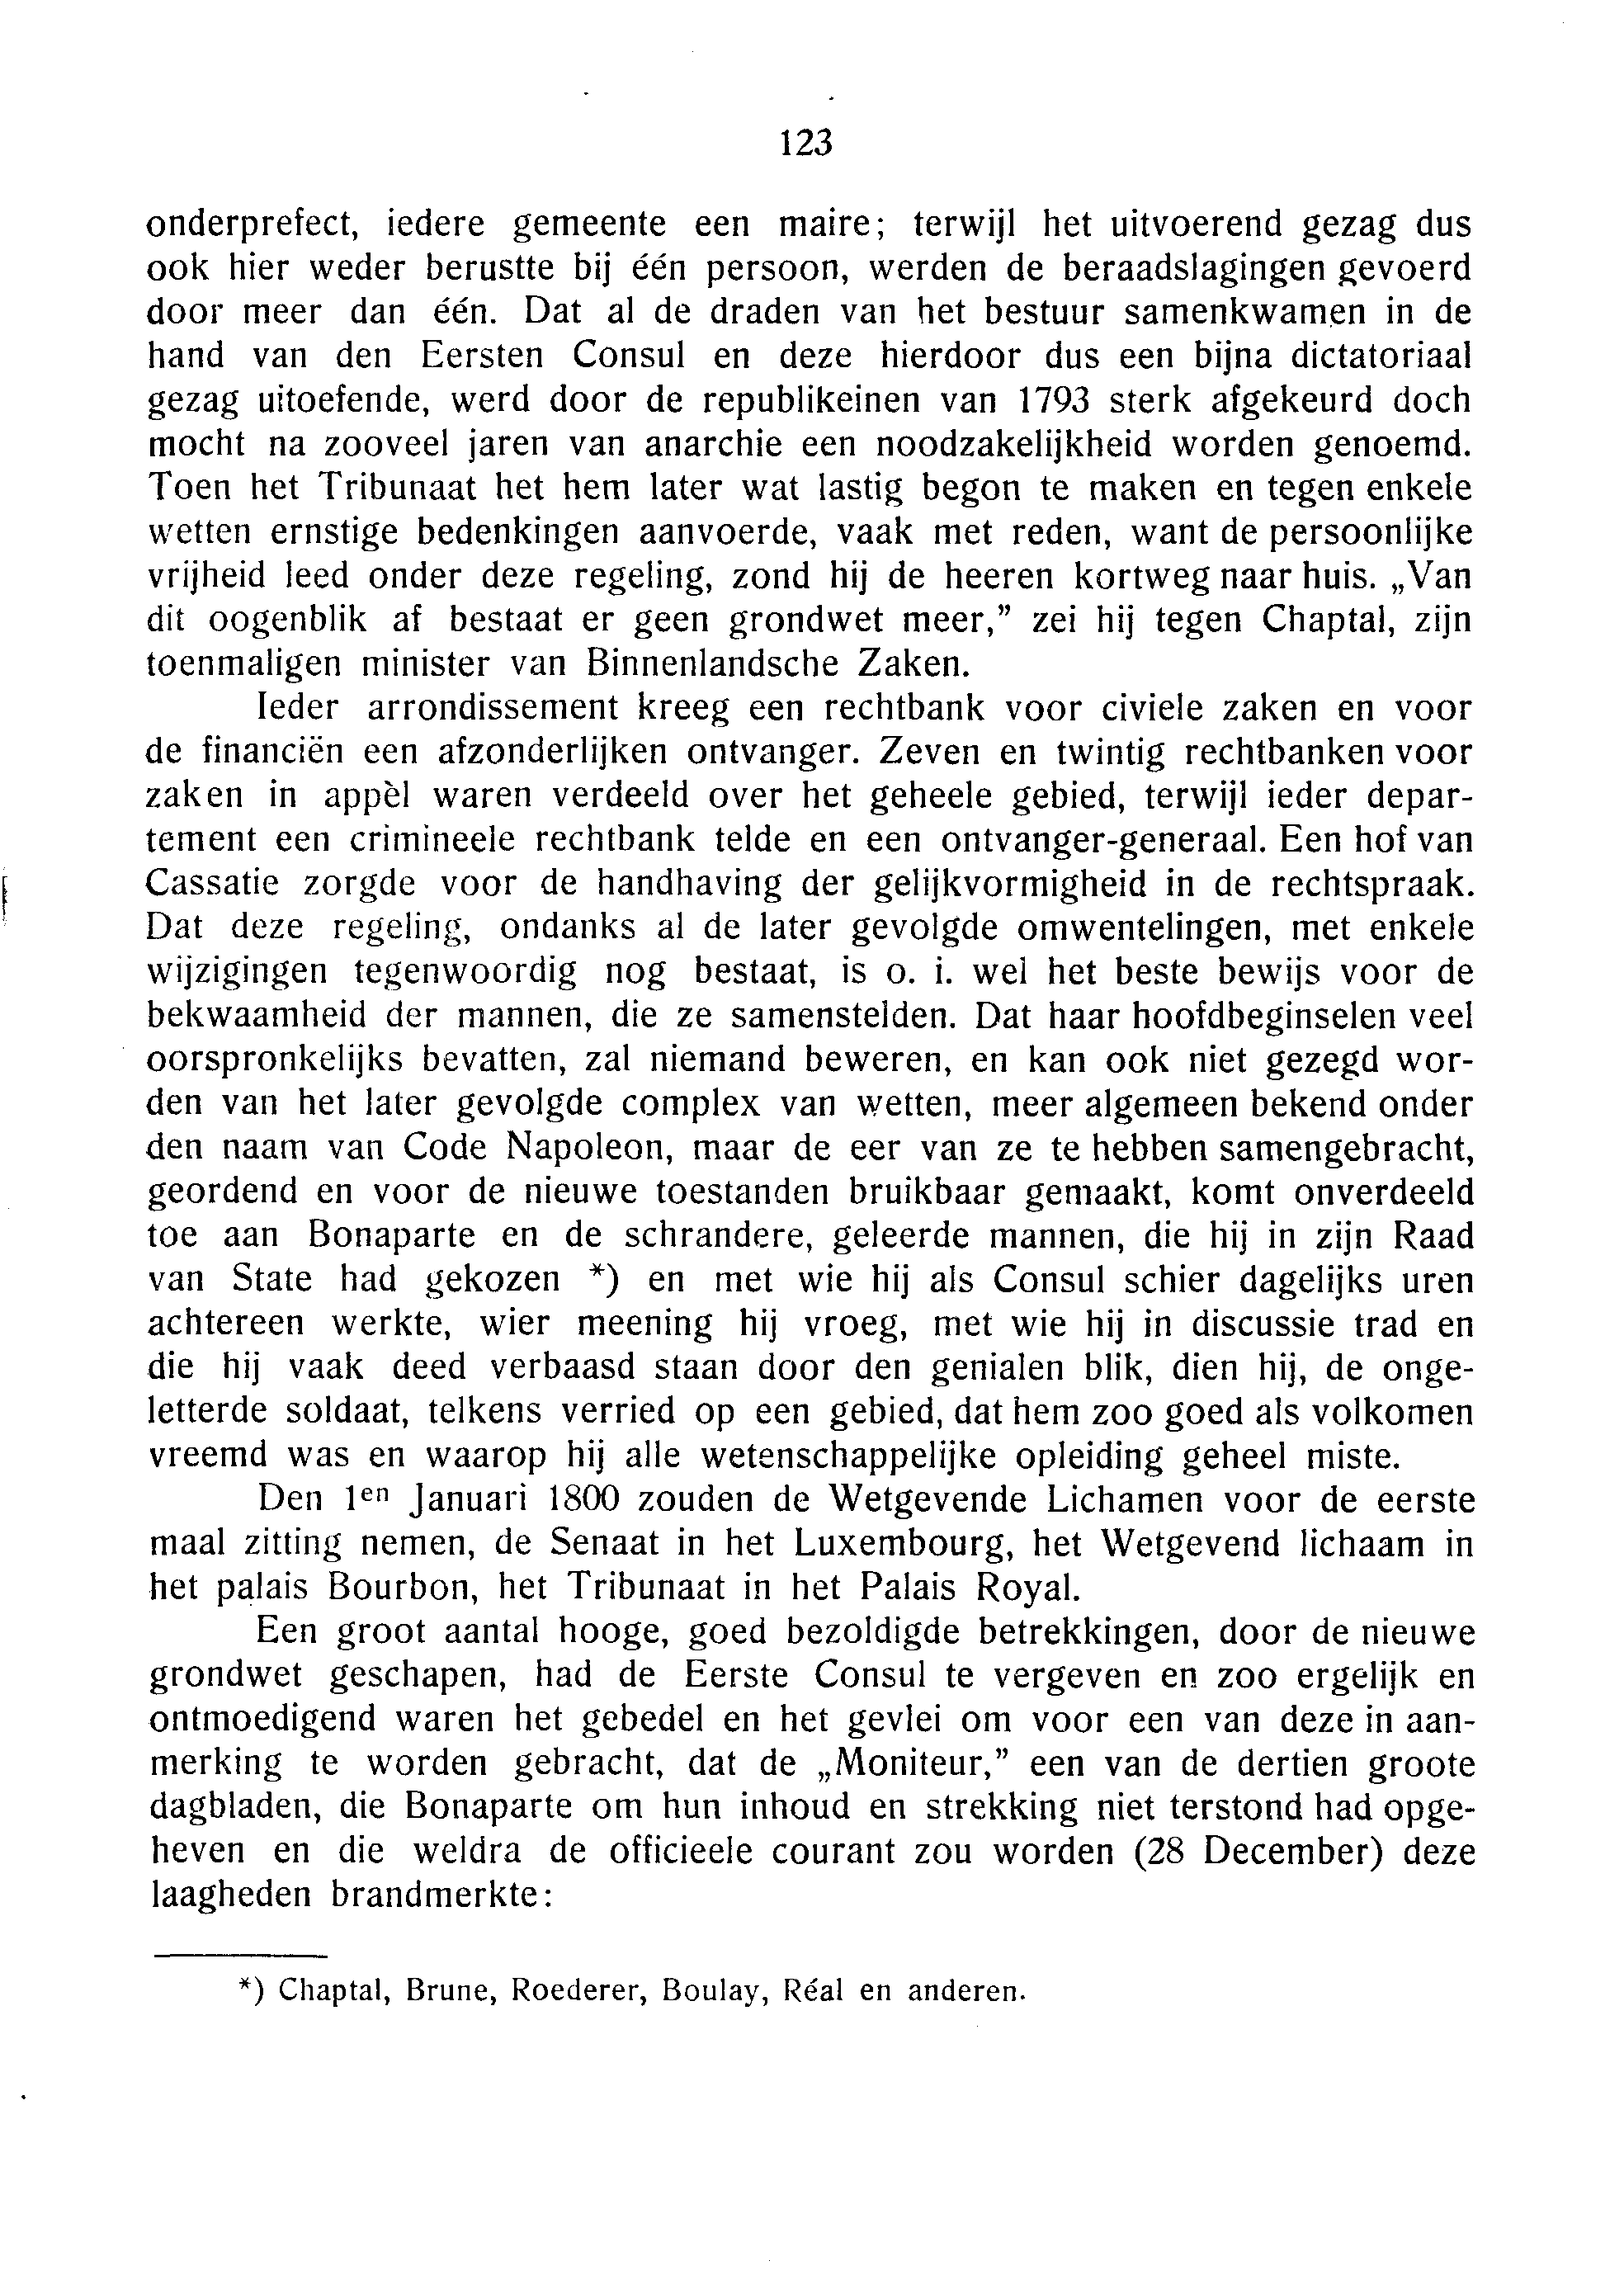 123
onderprefect, iedere gemeente een maire; terwijl het uitvoerend gezag dus
ook hier weder berustte bij één persoon, werden de beraadslagingen gevoerd
door meer dan één. Dat al de draden van het bestuur samenkwamen in de
hand van den Eersten Consul en deze hierdoor dus een bijna dictatoriaal
gezag uitoefende, werd door de republikeinen van 1793 sterk afgekeurd doch
mocht na zooveel jaren van anarchie een noodzakelijkheid worden genoemd.
Toen het Tribunaat het hem later wat lastig begon te maken en tegen enkele
wetten ernstige bedenkingen aanvoerde, vaak met reden, want de persoonlijke
vrijheid leed onder deze regeling, zond hij de heeren kortweg naar huis. „Van
dit oogenblik af bestaat er geen grondwet meer,” zei hij tegen Chaptal, zijn
toenmaligen minister van Binnenlandsche Zaken.
Ieder arrondissement kreeg een rechtbank voor civiele zaken en voor
de financiën een afzonderlijken ontvanger. Zeven en twintig rechtbanken voor
zaken in appèl waren verdeeld over het geheele gebied, terwijl ieder depar-
tement een crimineele rechtbank telde en een ontvanger-generaal. Een hof van
Cassatie zorgde voor de handhaving der gelijkvormigheid in de rechtspraak.
Dat deze regeling, ondanks al de later gevolgde omwentelingen, met enkele
wijzigingen tegenwoordig nog bestaat, is o. i. wel het beste bewijs voor de
bekwaamheid der mannen, die ze samenstelden. Dat haar hoofdbeginselen veel
oorspronkelijks bevatten, zal niemand beweren, en kan ook niet gezegd wor-
den van het later gevolgde complex van wetten, meer algemeen bekend onder
den naam van Code Napoleon, maar de eer van ze te hebben samengebracht,
geordend en voor de nieuwe toestanden bruikbaar gemaakt, komt onverdeeld
toe aan Bonaparte en de schrandere, geleerde mannen, die hij in zijn Raad
van State had gekozen *) en met wie hij als Consul schier dagelijks uren
achtereen werkte, wier meening hij vroeg, met wie hij in discussie trad en
die hij vaak deed verbaasd staan door den genialen blik, dien hij, de onge-
letterde soldaat, telkens verried op een gebied, dat hem zoo goed als volkomen
vreemd was en waarop hij alle wetenschappelijke opleiding geheel miste.
Den 1en Januari 1800 zouden de Wetgevende Lichamen voor de eerste
maal zitting nemen, de Senaat in het Luxembourg, het Wetgevend lichaam in
het palais Bourbon, het Tribunaat in het Palais Royal.
Een groot aantal hooge, goed bezoldigde betrekkingen, door de nieuwe
grondwet geschapen, had de Eerste Consul te vergeven en zoo ergelijk en
ontmoedigend waren het gebedel en het gevlei om voor een van deze in aan-
merking te worden gebracht, dat de „Moniteur,” een van de dertien groote
dagbladen, die Bonaparte om hun inhoud en strekking niet terstond had opge-
heven en die weldra de officieele courant zou worden (28 December) deze
laagheden brandmerkte:
*) Chaptal, Brune, Roederer, Boulay, Réal en anderen.